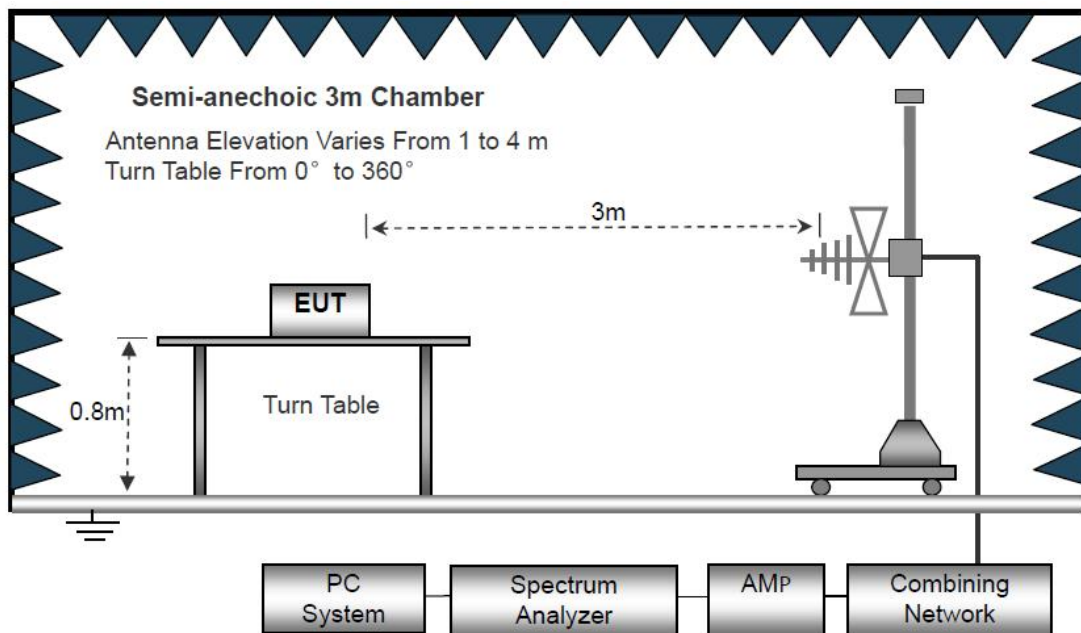 Semi-anechoic 3m Chamber
Antenna Elevation Varies From 1 to 4 m
Turn Table From 0° to 360°
3m
EUT
0.8m
Turn Table
PC
System
Spectrum
Analyzer
AMP
Combining
Network